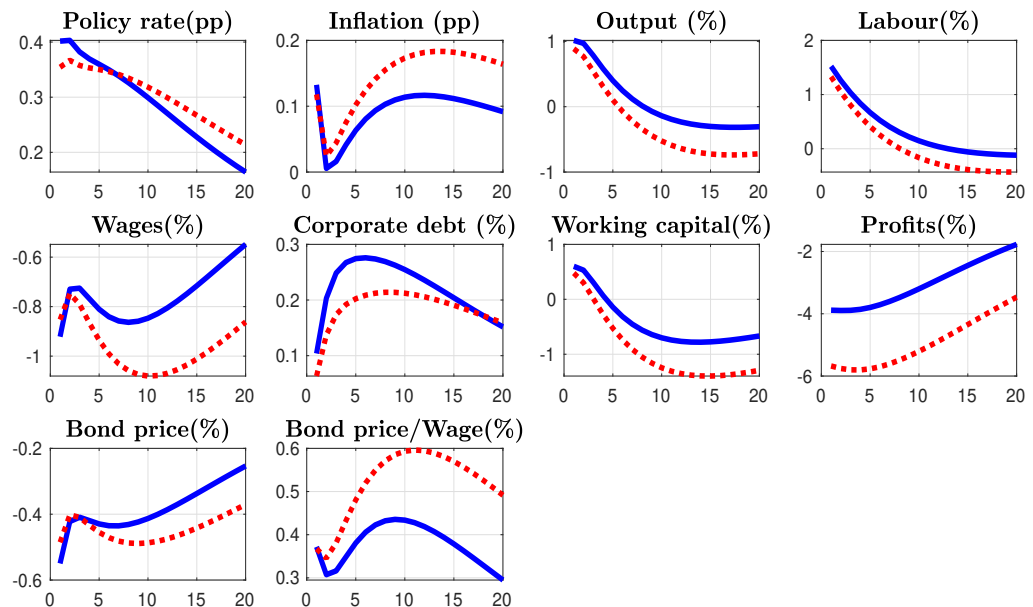 Policy rate(pp)
Inflation (pp)
Output (%)
Labour(%)
0.4
0.3
0.2
0 5 10 15 20
0.2
0.1
0
0 5 10 15 20
1
0
-1
0 5 10 15 20
2
0
0 5 10 15 20
Wages(%)
Corporate debt (%)
Working capital(%)
Profits(%)
-0.6
-0.8
-1
0 5 10 15 20
0.3
0.2
0.1
0 5 10 15 20
1
0
-1
0 5 10 15 20
-2
-4
-6
0 5 10 15 20
Bond price(%)
Bond price/Wage(%)
-0.2
-0.4
-0.6
0 5 10 15 20
0.6
0.5
0.4
0.3
0 5 10 15 20